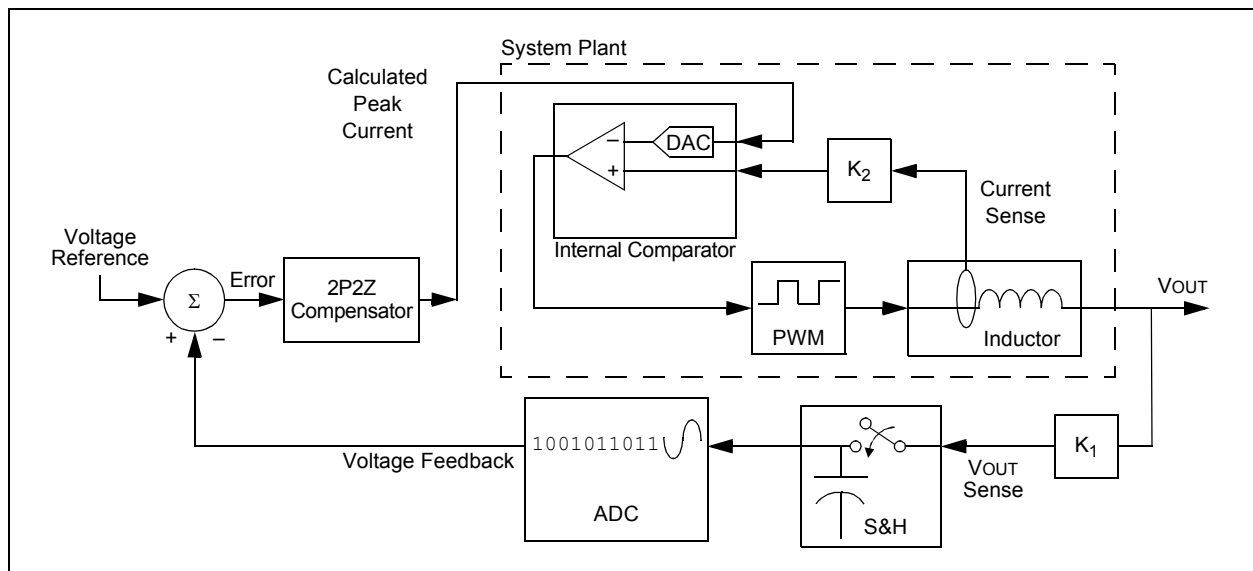 System Plant
Calculated
Peak
Current
DAC
–
+
K2
Current
Sense
Internal Comparator
Voltage
Reference
Σ
Error
2P2Z
Compensator
+
–
PWM
Inductor
VOUT
Voltage Feedback
1001011011
ADC
S&H
VOUT
Sense
K1